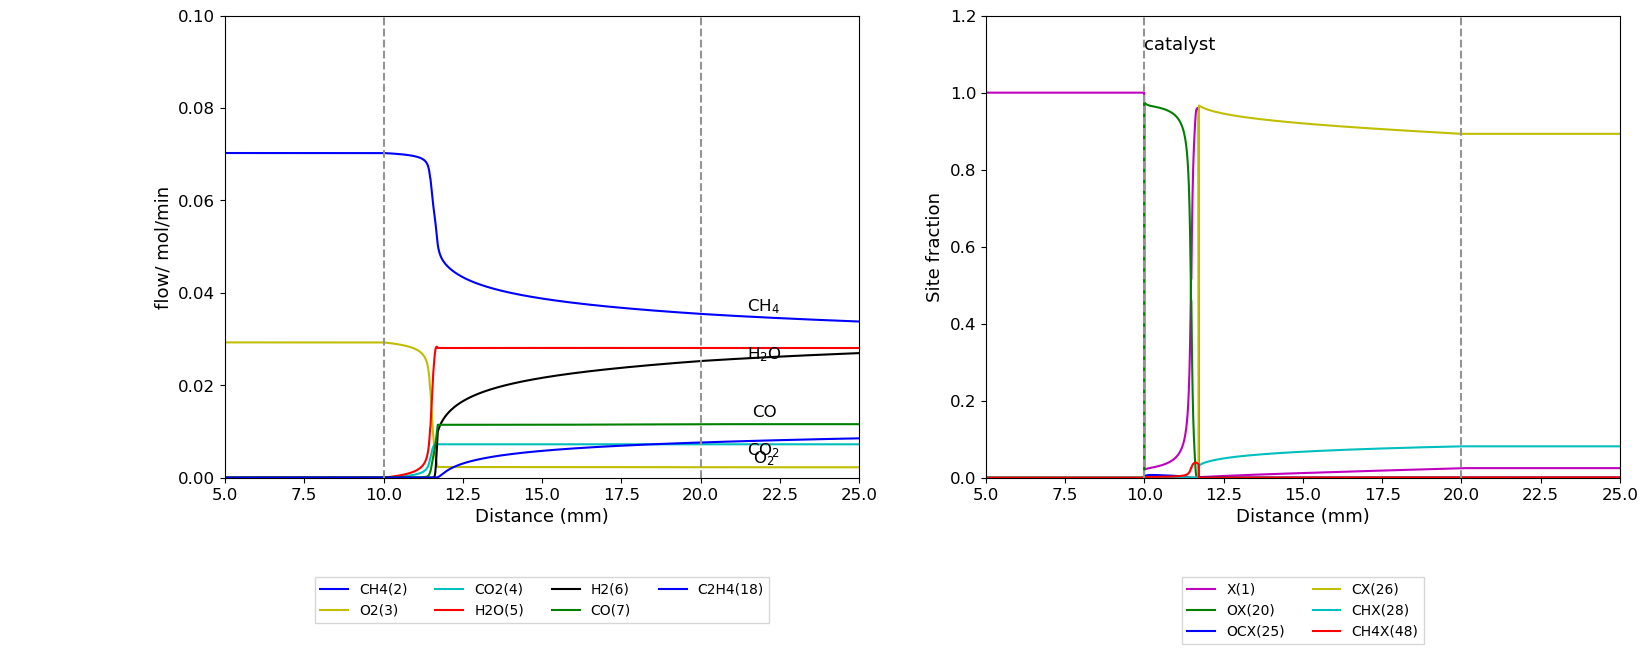 0.10
0.08
0.06
0.04
0.02
0.00
flow/ mol/min
CH₄
H₂O
CO
CO₂
O₂
5.0 7.5 10.0 12.5 15.0 17.5 20.0 22.5 25.0
Distance (mm)
CH4(2) CO2(4) H2(6) C2H4(18)
O2(3) H2O(5) CO(7)
1.2
1.0
0.8
0.6
0.4
0.2
0.0
Site fraction
catalyst
5.0 7.5 10.0 12.5 15.0 17.5 20.0 22.5 25.0
Distance (mm)
X(1) CX(26)
OX(20) CHX(28)
OCX(25) CH4X(48)